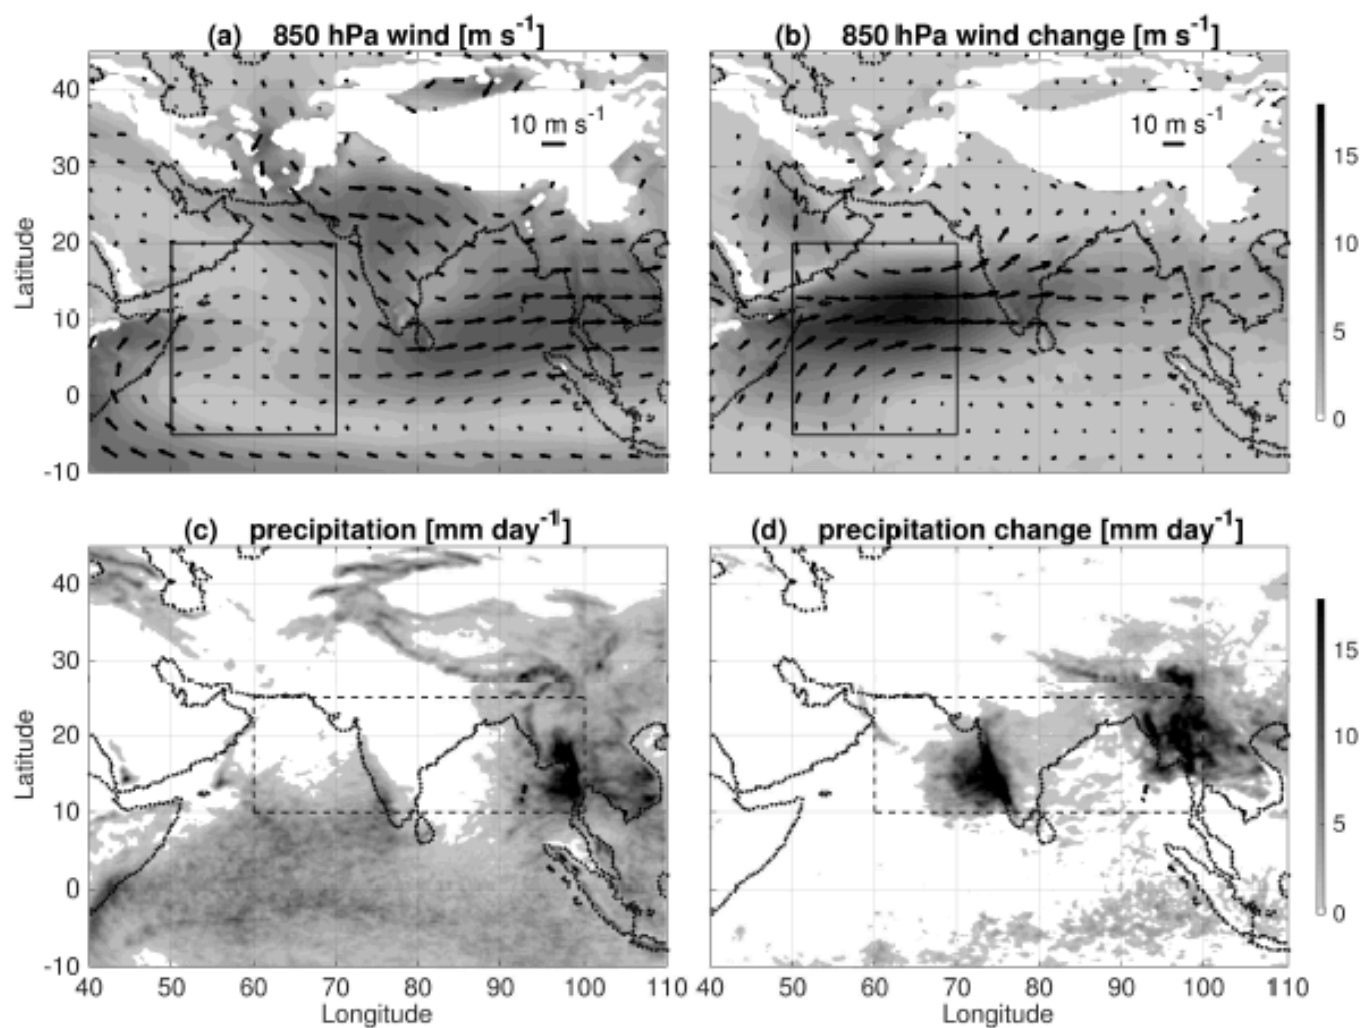 (a) 850 hPa wind [m s⁻¹]
(b) 850 hPa wind change [m s⁻¹]
40
30
20
10
0
-10
Latitude
10 m s⁻¹
10 m s⁻¹
15
10
5
0
(c) precipitation [mm day⁻¹]
(d) precipitation change [mm day⁻¹]
40
30
20
10
0
-10
Latitude
15
10
5
0
40 50 60 70 80 90 100 110
40 50 60 70 80 90 100 110
Longitude
Longitude